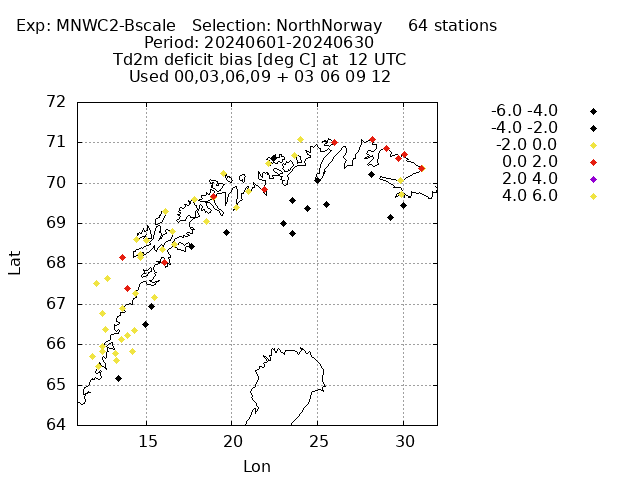 Exp: MNWC2-Bscale   Selection: NorthNorway     64 stations
Period: 20240601-20240630
Td2m deficit bias [deg C] at  12 UTC
Used 00,03,06,09 + 03 06 09 12
-6.0 -4.0
-4.0 -2.0
-2.0 0.0
0.0 2.0
2.0 4.0
4.0 6.0
72
71
70
69
68
67
66
65
64
Lat
15 20 25 30
Lon